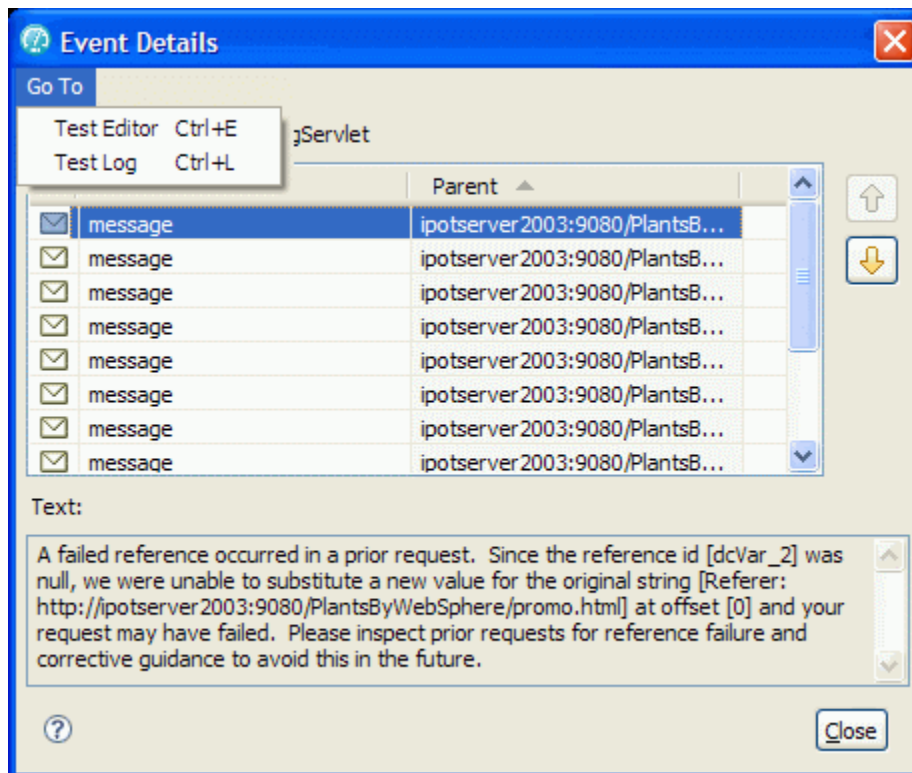 Event Details
Go To
Test Editor Ctrl+E
Test Log Ctrl+L
gServlet
Parent
message ipotserver2003:9080/PlantsB...
message ipotserver2003:9080/PlantsB...
message ipotserver2003:9080/PlantsB...
message ipotserver2003:9080/PlantsB...
message ipotserver2003:9080/PlantsB...
message ipotserver2003:9080/PlantsB...
message ipotserver2003:9080/PlantsB...
message ipotserver2003:9080/PlantsB...
Text:
A failed reference occurred in a prior request. Since the reference id [dcVar_2] was
null, we were unable to substitute a new value for the original string [Referer:
http://ipotserver2003:9080/PlantsByWebSphere/promo.html] at offset [0] and your
request may have failed. Please inspect prior requests for reference failure and
corrective guidance to avoid this in the future.
Close